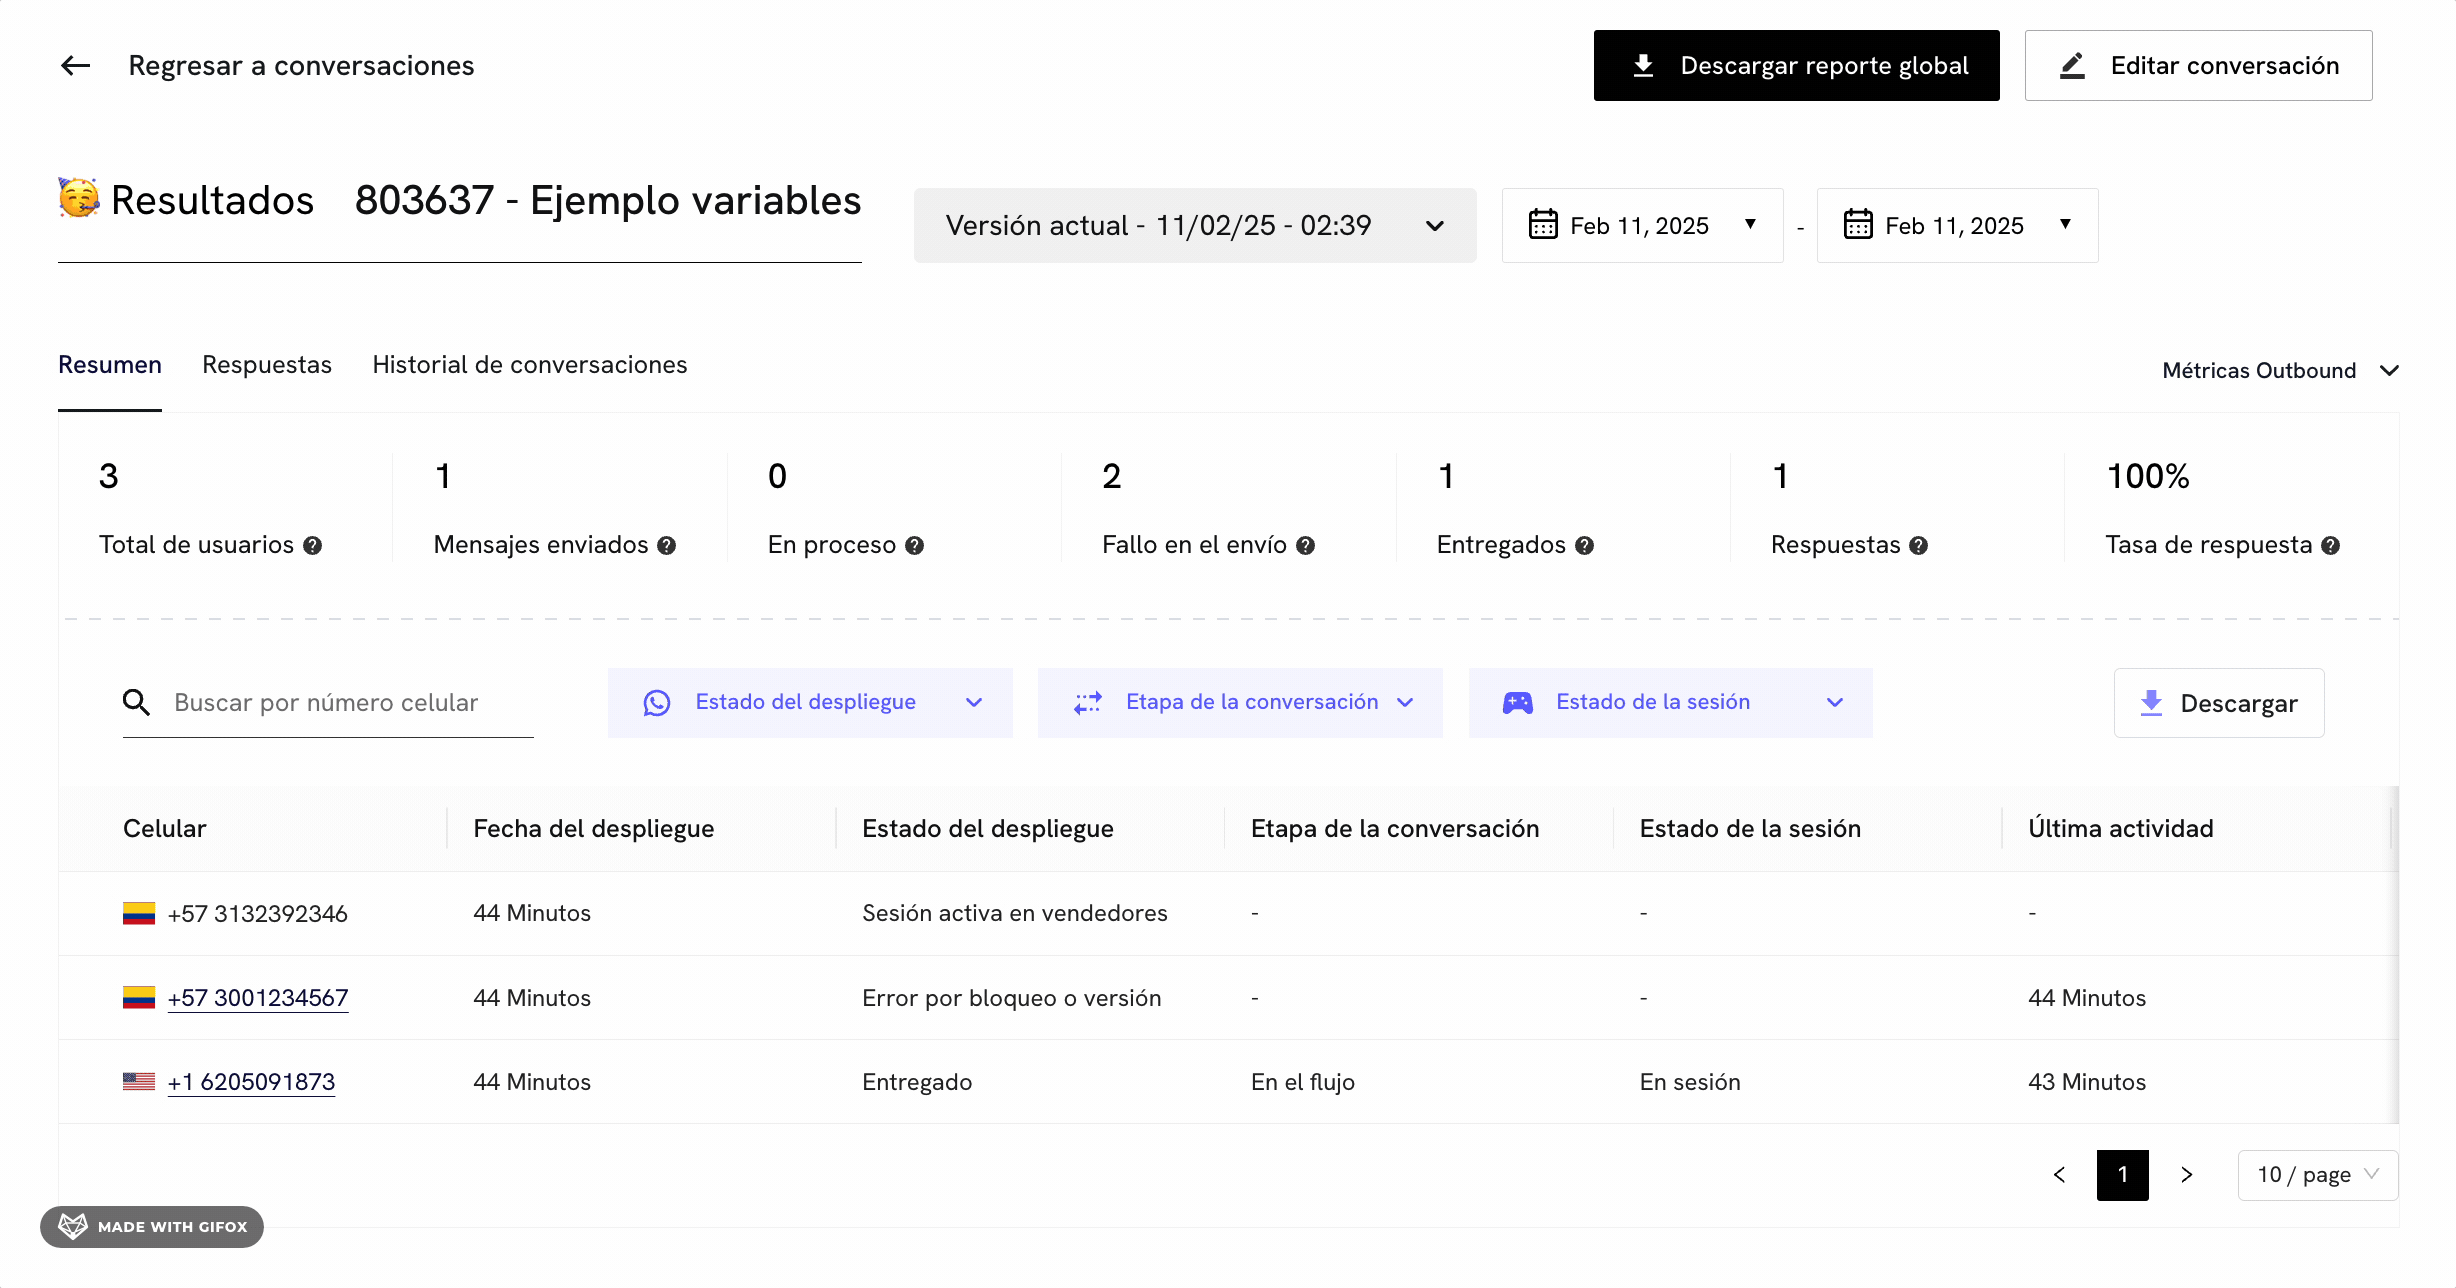 Regresar a conversaciones
Descargar reporte global
Editar conversación
Resultados 803637 - Ejemplo variables
Versión actual - 11/02/25 - 02:39
Feb 11, 2025 - Feb 11, 2025
Resumen Respuestas Historial de conversaciones
Métricas Outbound
3 1 0 2 1 1 100%
Total de usuarios Mensajes enviados En proceso Fallo en el envío Entregados Respuestas Tasa de respuesta
Buscar por número celular Estado del despliegue Etapa de la conversación Estado de la sesión Descargar
Celular Fecha del despliegue Estado del despliegue Etapa de la conversación Estado de la sesión Última actividad
+57 3132392346 44 Minutos Sesión activa en vendedores - - -
+57 3001234567 44 Minutos Error por bloqueo o versión - - 44 Minutos
+1 6205091873 44 Minutos Entregado En el flujo En sesión 43 Minutos
< 1 > 10 / page
MADE WITH GIFOX